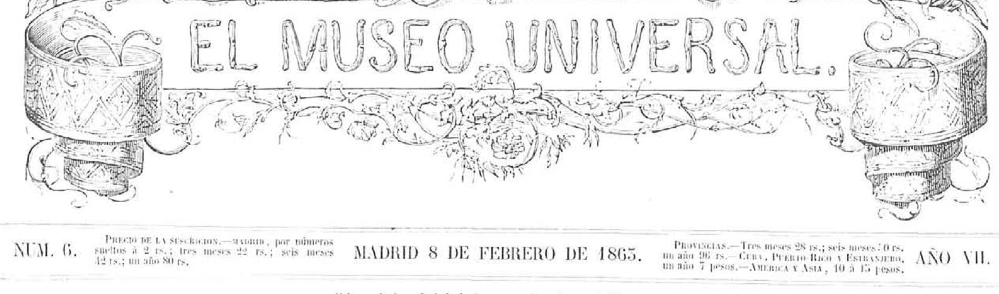 EL MUSEO UNIVERSAL.
NUM. 6.
PRECIO DE LA SUSCRICION.—MADRID, por números
sueltos á 2 rs.; tres meses 22 rs.; seis meses
42 rs.; un año 80 rs.
MADRID 8 DE FEBRERO DE 1863.
PROVINCIAS.—Tres meses 28 rs.; seis meses 50 rs.
un año 96 rs.—CUBA, PUERTO-RICO Y ESTRANJERO,
un año 7 pesos.—AMERICA Y ASIA, 10 á 15 pesos.
AÑO VII.